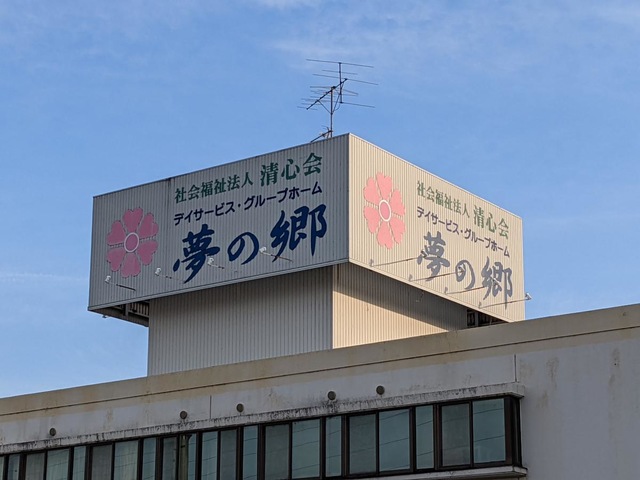 社会福祉法人 清心会
デイサービス・グループホーム
夢の郷
社会福祉法人 清心会
デイサービス・グループホーム
夢の郷